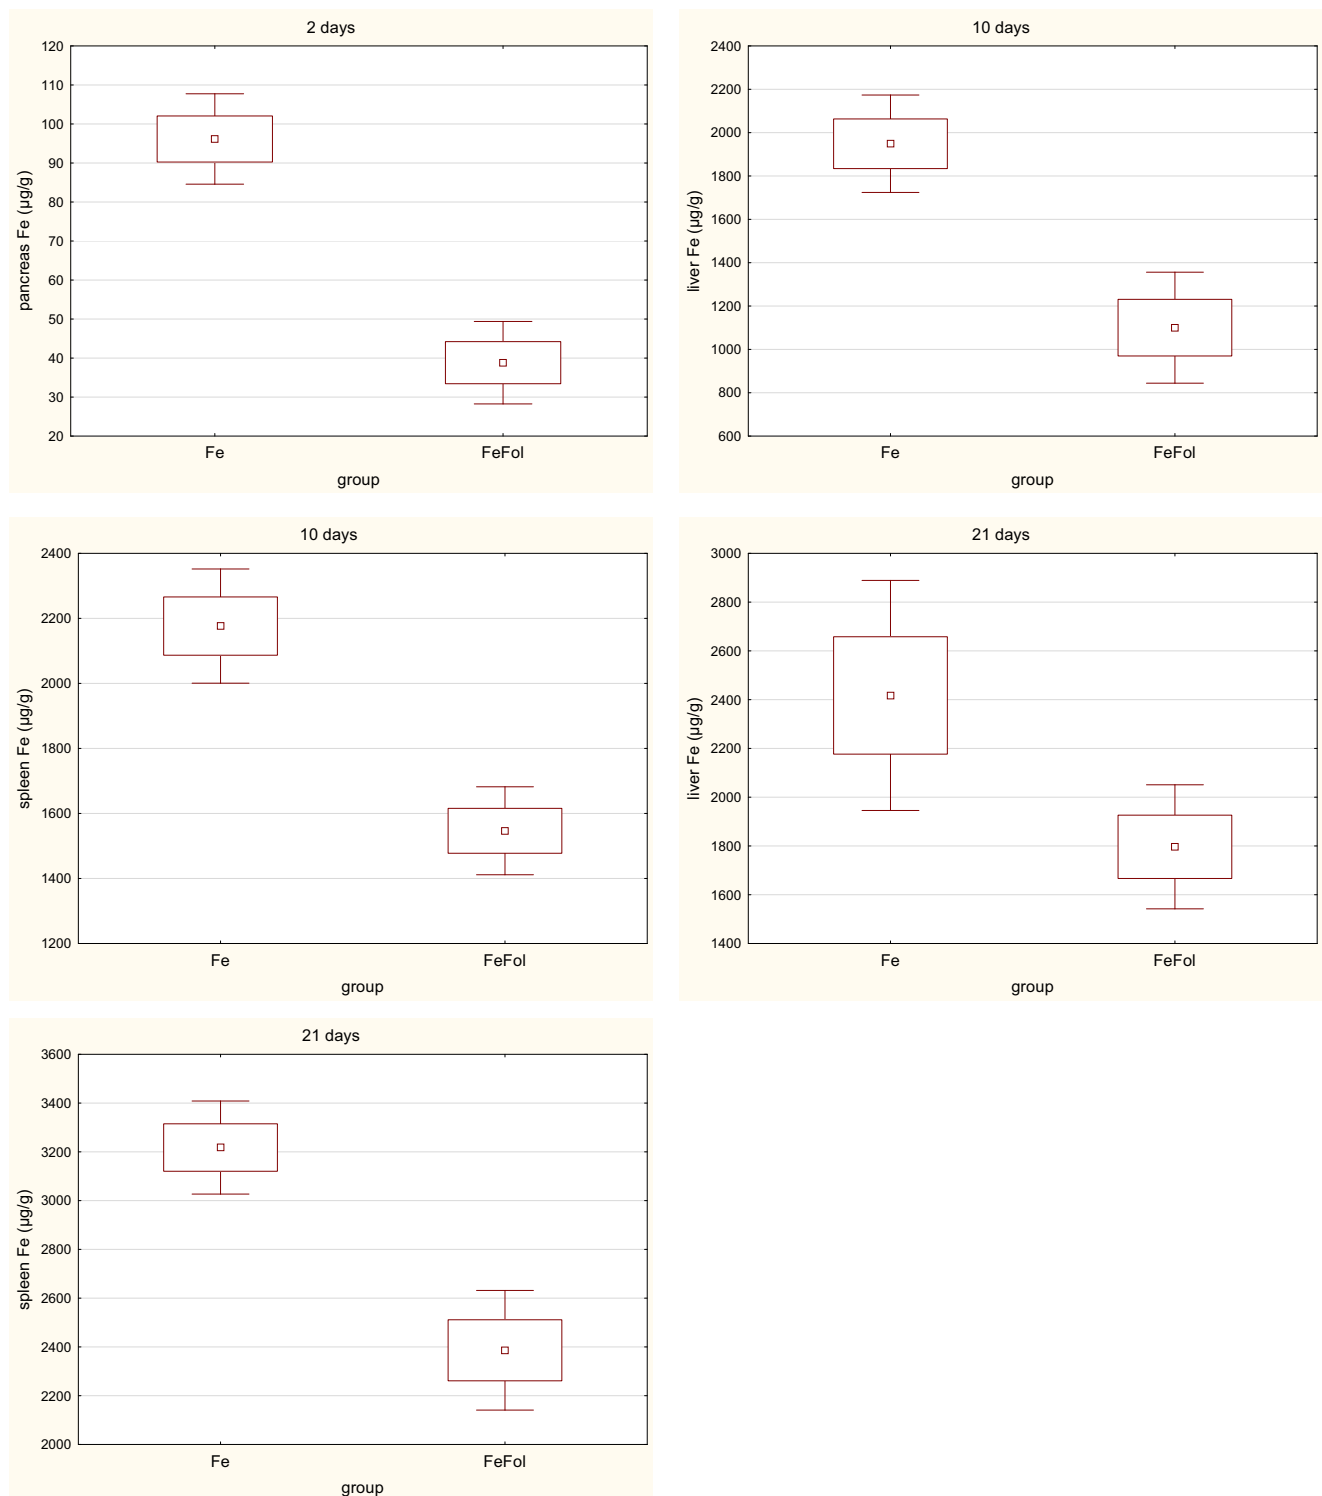 2 days
pancreas Fe (µg/g)
120
110
100
90
80
70
60
50
40
30
20
Fe FeFol
group
10 days
liver Fe (µg/g)
2400
2200
2000
1800
1600
1400
1200
1000
800
600
Fe FeFol
group
10 days
spleen Fe (µg/g)
2400
2200
2000
1800
1600
1400
1200
Fe FeFol
group
21 days
liver Fe (µg/g)
3000
2800
2600
2400
2200
2000
1800
1600
1400
Fe FeFol
group
21 days
spleen Fe (µg/g)
3600
3400
3200
3000
2800
2600
2400
2200
2000
Fe FeFol
group